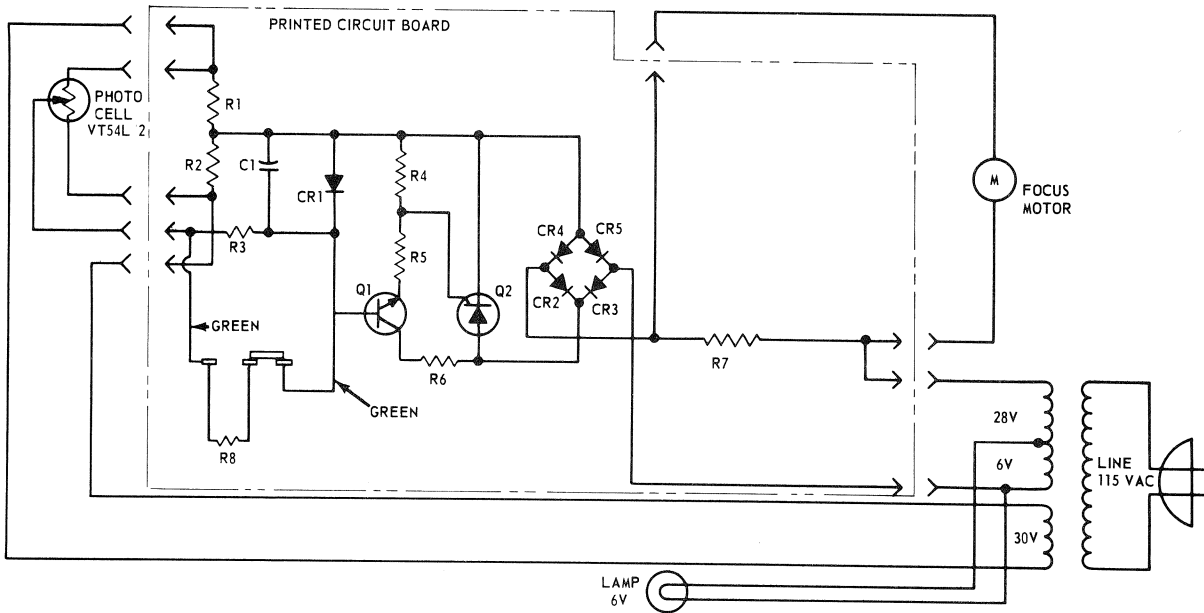 PRINTED CIRCUIT BOARD
PHOTO
CELL
VT54L 2
R1
R2
C1
CR1
R4
R3
R5
Q1
Q2
R6
CR4
CR5
CR2
CR3
M
FOCUS
MOTOR
R7
GREEN
GREEN
R8
28V
6V
LINE
115 VAC
30V
LAMP
6V